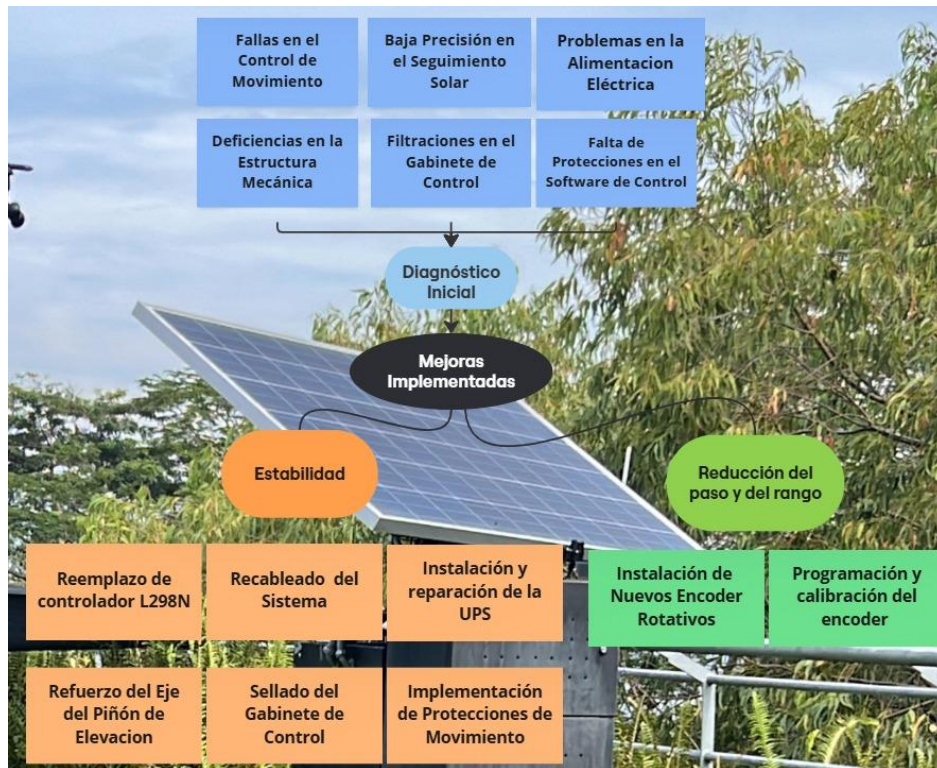 Fallas en el
Control de
Movimiento
Baja Precisión en
el Seguimiento
Solar
Problemas en la
Alimentacion
Eléctrica
Deficiencias en la
Estructura
Mecánica
Filtraciones en el
Gabinete de
Control
Falta de
Protecciones en el
Software de Control
Diagnóstico
Inicial
Mejoras
Implementadas
Estabilidad
Reducción del
paso y del rango
Reemplazo de
controlador L298N
Recableado del
Sistema
Instalación y
reparación de la
UPS
Instalación de
Nuevos Encoder
Rotativos
Programación y
calibración del
encoder
Refuerzo del Eje
del Piñón de
Elevacion
Sellado del
Gabinete de
Control
Implementación
de Protecciones de
Movimiento